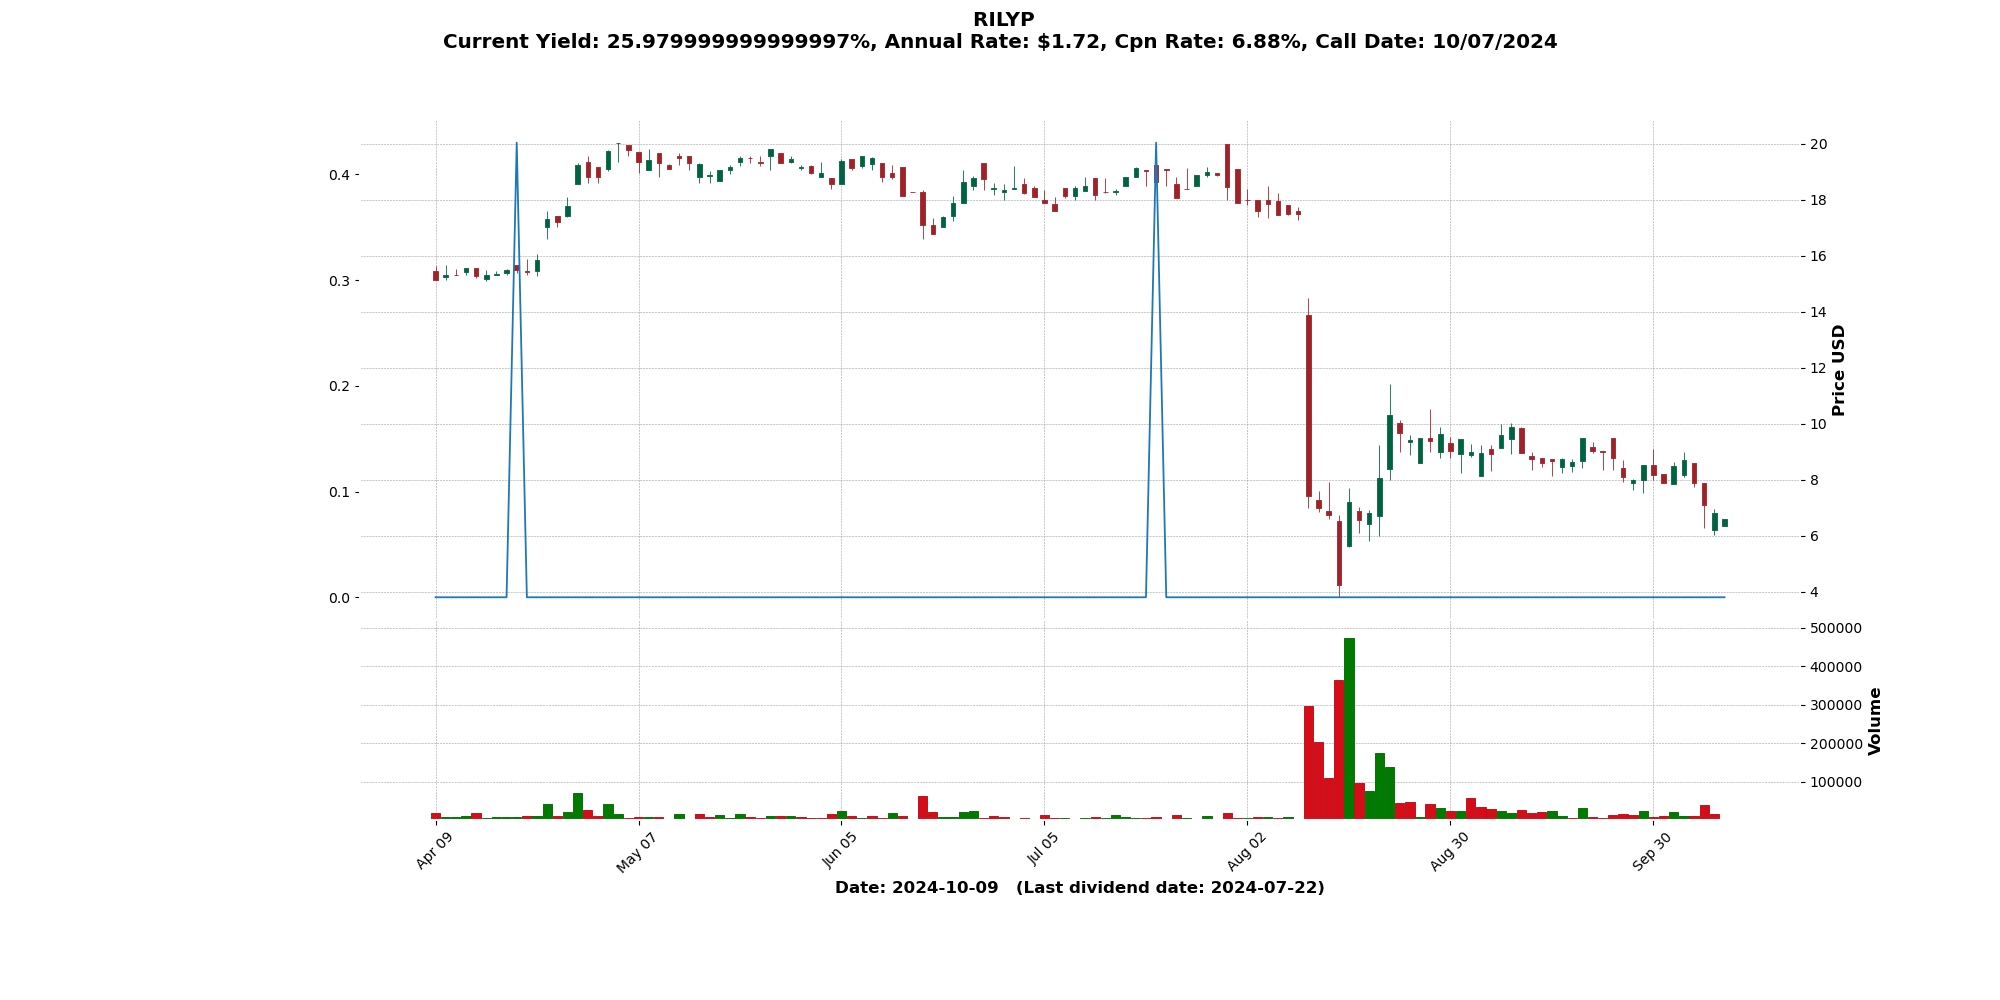 RILYP
Current Yield: 25.979999999999997%, Annual Rate: $1.72, Cpn Rate: 6.88%, Call Date: 10/07/2024
0.4
0.3
0.2
0.1
0.0
20
18
16
14
12
10
8
6
4
Price USD
500000
400000
300000
200000
100000
Volume
Apr 09
May 07
Jun 05
Jul 05
Aug 02
Aug 30
Sep 30
Date: 2024-10-09   (Last dividend date: 2024-07-22)